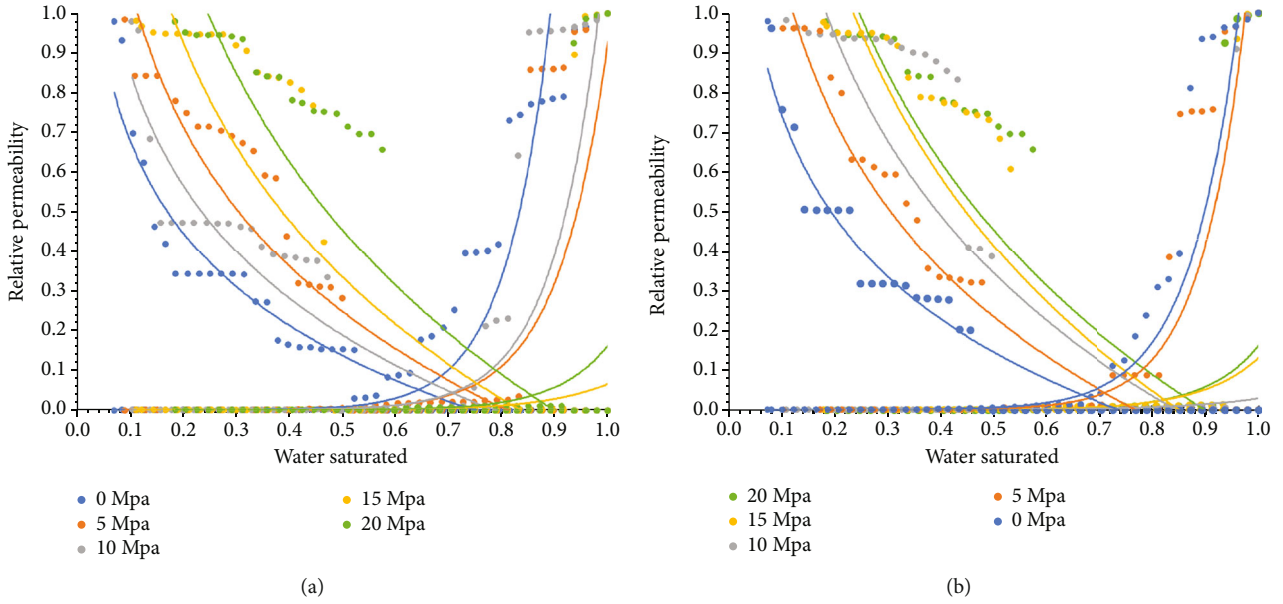 1.0
0.9
0.8
0.7
0.6
0.5
0.4
0.3
0.2
0.1
0.0
Relative permeability
0.0 0.1 0.2 0.3 0.4 0.5 0.6 0.7 0.8 0.9 1.0
Water saturated
0 Mpa
5 Mpa
10 Mpa
15 Mpa
20 Mpa
(a)
1.0
0.9
0.8
0.7
0.6
0.5
0.4
0.3
0.2
0.1
0.0
Relative permeability
0.0 0.1 0.2 0.3 0.4 0.5 0.6 0.7 0.8 0.9 1.0
Water saturated
20 Mpa
15 Mpa
10 Mpa
5 Mpa
0 Mpa
(b)